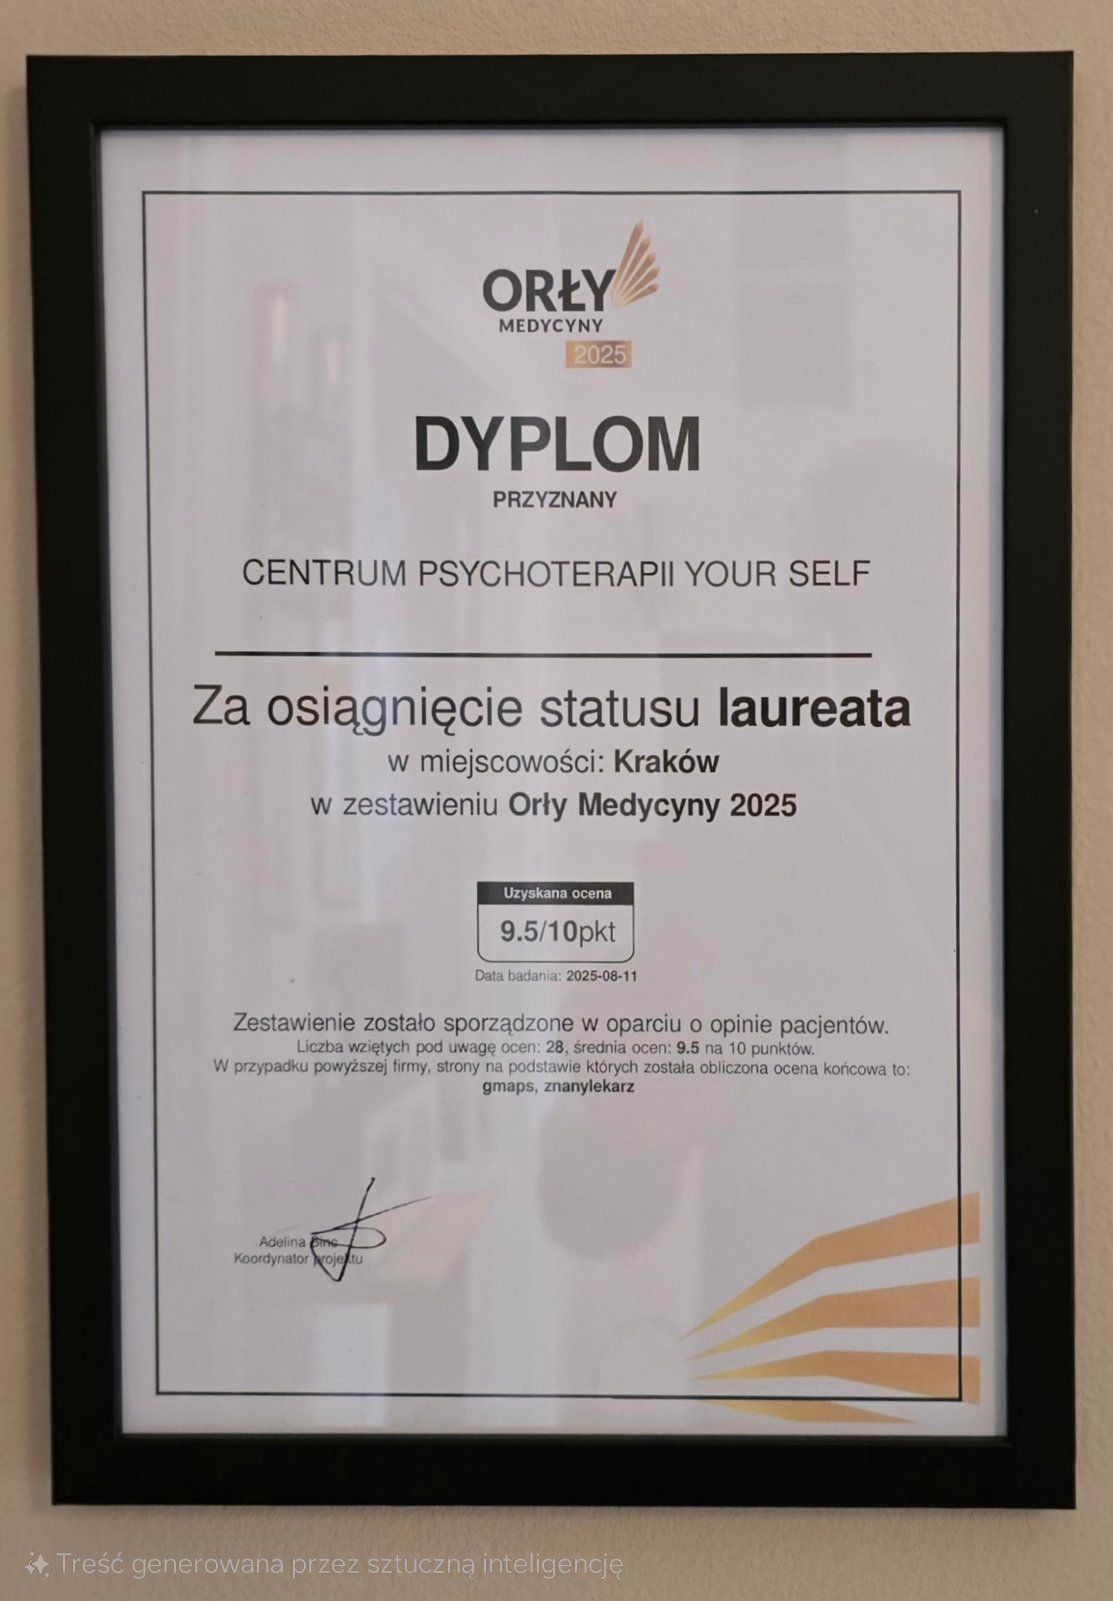 ORŁY
MEDYCYNY
2025
DYPLOM
PRZYZNANY
CENTRUM PSYCHOTERAPII YOUR SELF
Za osiągnięcie statusu laureata
w miejscowości: Kraków
w zestawieniu Orły Medycyny 2025
Uzyskana ocena
9.5/10pkt
Data badania: 2025-08-11
Zestawienie zostało sporządzone w oparciu o opinie pacjentów.
Liczba wziętych pod uwagę ocen: 28, średnia ocen: 9.5 na 10 punktów.
W przypadku powyższej firmy, strony na podstawie których została obliczona ocena końcowa to:
gmaps, znanylekarz
Adelina
Koordynator projektu
Treść generowana przez sztuczną inteligencję